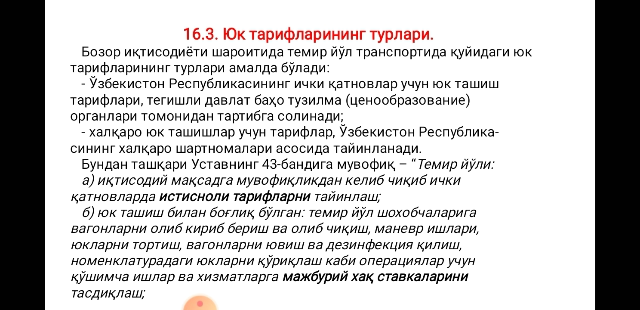 16.3. Юк тарифларининг турлари.
Бозор иқтисодиёти шароитида темир йўл транспортида қуйидаги юк
тарифларининг турлари амалда бўлади:
- Ўзбекистон Республикасининг ички қатновлар учун юк ташиш
тарифлари, тегишли давлат баҳо тузилма (ценообразование)
органлари томонидан тартибга солинади;
- халқаро юк ташишлар учун тарифлар, Ўзбекистон Республика-
сининг халқаро шартномалари асосида тайинланади.
Бундан ташқари Уставнинг 43-бандига мувофиқ – “Темир йўли:
а) иқтисодий мақсадга мувофиқликдан келиб чиқиб ички
қатновларда истисноли тарифларни тайинлаш;
б) юк ташиш билан боғлиқ бўлган: темир йўл шохобчаларига
вагонларни олиб кириб бериш ва олиб чиқиш, маневр ишлари,
юкларни тортиш, вагонларни ювиш ва дезинфекция қилиш,
номенклатурадаги юкларни қўриқлаш каби операциялар учун
қўшимча ишлар ва хизматларга мажбурий хақ ставкаларини
тасдиқлаш;